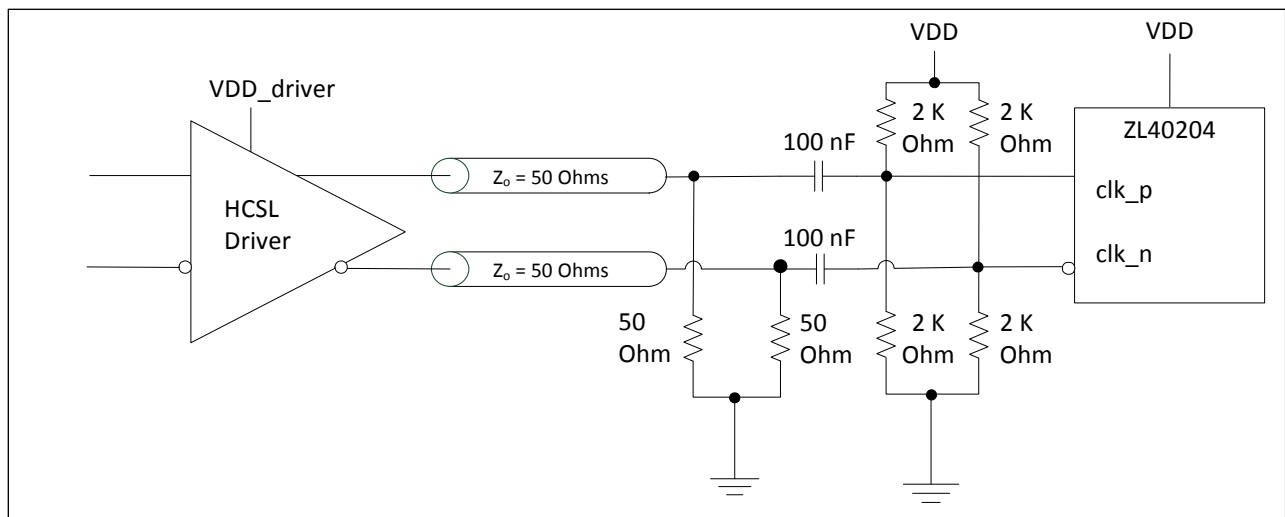 VDD
VDD
VDD_driver
2 K
Ohm
2 K
Ohm
ZL40204
100 nF
Zo = 50 Ohms
clk_p
HCSL
Driver
100 nF
clk_n
Zo = 50 Ohms
50
Ohm
50
Ohm
2 K
Ohm
2 K
Ohm